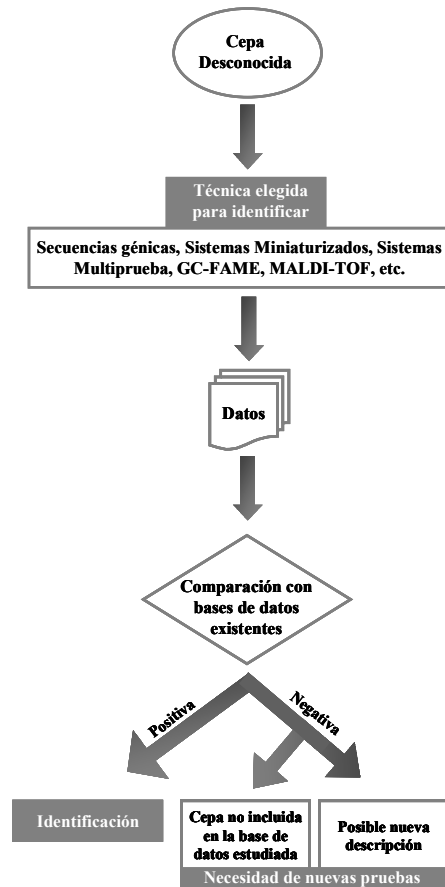 Cepa
Desconocida
Técnica elegida
para identificar
Secuencias génicas, Sistemas Miniaturizados, Sistemas
Multiprueba, GC-FAME, MALDI-TOF, etc.
Datos
Comparación con
bases de datos
existentes
Positiva
Negativa
Identificación
Cepa no incluida
en la base de
datos estudiada
Posible nueva
descripción
Necesidad de nuevas pruebas